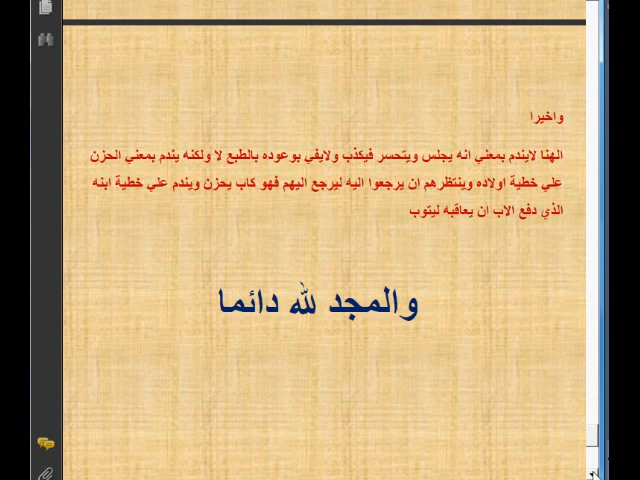 واخيرا
الهنا لايندم بمعني انه يجلس ويتحسر فيكذب ولايفي بوعوده بالطبع لا ولكنه يندم بمعني الحزن
علي خطية اولاده وينتظرهم ان يرجعوا اليه ليرجع اليهم فهو كاب يحزن ويندم علي خطية ابنه
الذي دفع الاب ان يعاقبه ليتوب
والمجد لله دائما